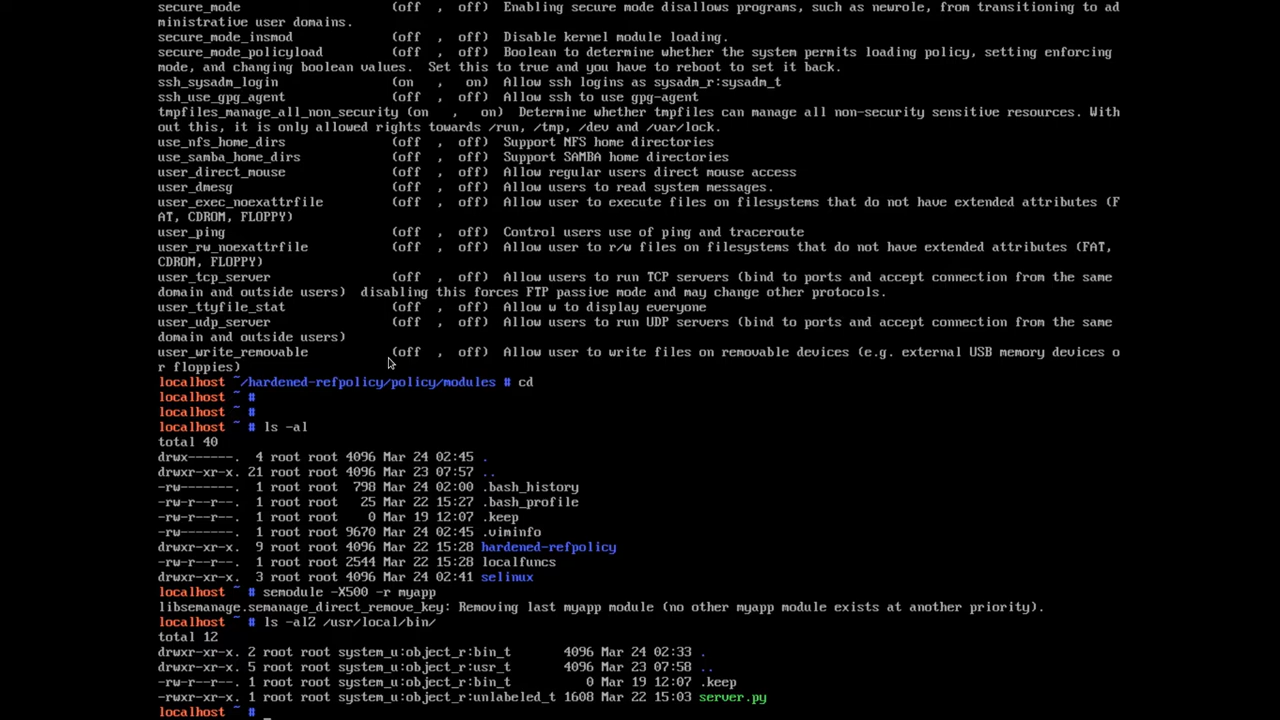 secure_mode                    (off  ,  off)  Enabling secure mode disallows programs, such as newrole, from transitioning to ad
ministrative user domains.
secure_mode_insmod             (off  ,  off)  Disable kernel module loading.
secure_mode_policyload         (off  ,  off)  Boolean to determine whether the system permits loading policy, setting enforcing
mode, and changing boolean values.  Set this to true and you have to reboot to set it back.
ssh_sysadm_login               (on   ,   on)  Allow ssh logins as sysadm_r:sysadm_t
ssh_use_gpg_agent              (off  ,  off)  Allow ssh to use gpg-agent
tmpfiles_manage_all_non_security (on   ,   on)  Determine whether tmpfiles can manage all non-security sensitive resources. With
out this, it is only allowed rights towards /run, /tmp, /dev and /var/lock.
use_nfs_home_dirs              (off  ,  off)  Support NFS home directories
use_samba_home_dirs            (off  ,  off)  Support SAMBA home directories
user_direct_mouse              (off  ,  off)  Allow regular users direct mouse access
user_dmesg                     (off  ,  off)  Allow users to read system messages.
user_exec_noexattrfile         (off  ,  off)  Allow user to execute files on filesystems that do not have extended attributes (F
AT, CDROM, FLOPPY)
user_ping                      (off  ,  off)  Control users use of ping and traceroute
user_rw_noexattrfile           (off  ,  off)  Allow user to r/w files on filesystems that do not have extended attributes (FAT,
CDROM, FLOPPY)
user_tcp_server                (off  ,  off)  Allow users to run TCP servers (bind to ports and accept connection from the same
domain and outside users)  disabling this forces FTP passive mode and may change other protocols.
user_ttyfile_stat              (off  ,  off)  Allow w to display everyone
user_udp_server                (off  ,  off)  Allow users to run UDP servers (bind to ports and accept connection from the same
domain and outside users)
user_write_removable           (off  ,  off)  Allow user to write files on removable devices (e.g. external USB memory devices o
r floppies)
localhost ~/hardened-refpolicy/policy/modules # cd
localhost ~ #
localhost ~ #
localhost ~ # ls -al
total 40
drwx------.  4 root root 4096 Mar 24 02:45 .
drwxr-xr-x. 21 root root 4096 Mar 23 07:57 ..
-rw-------.  1 root root  798 Mar 24 02:00 .bash_history
-rw-r--r--.  1 root root   25 Mar 22 15:27 .bash_profile
-rw-r--r--.  1 root root    0 Mar 19 12:07 .keep
-rw-------.  1 root root 9670 Mar 24 02:45 .viminfo
drwxr-xr-x.  9 root root 4096 Mar 22 15:28 hardened-refpolicy
-rw-r--r--.  1 root root 2544 Mar 22 15:28 localfuncs
drwxr-xr-x.  3 root root 4096 Mar 24 02:41 selinux
localhost ~ # semodule -X500 -r myapp
libsemanage.semanage_direct_remove_key: Removing last myapp module (no other myapp module exists at another priority).
localhost ~ # ls -alZ /usr/local/bin/
total 12
drwxr-xr-x. 2 root root system_u:object_r:bin_t       4096 Mar 24 02:33 .
drwxr-xr-x. 5 root root system_u:object_r:usr_t       4096 Mar 23 07:58 ..
-rw-r--r--. 1 root root system_u:object_r:bin_t          0 Mar 19 12:07 .keep
-rwxr-xr-x. 1 root root system_u:object_r:unlabeled_t 1608 Mar 22 15:03 server.py
localhost ~ # _